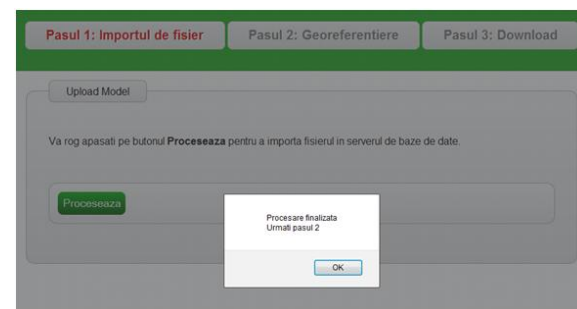 Pasul 1: Importul de fisier
Pasul 2: Georeferentiere
Pasul 3: Download
Upload Model
Va rog apasati pe butonul Proceseaza pentru a importa fisierul in serverul de baze de date.
Proceseaza
Procesare finalizata
Urmati pasul 2
OK